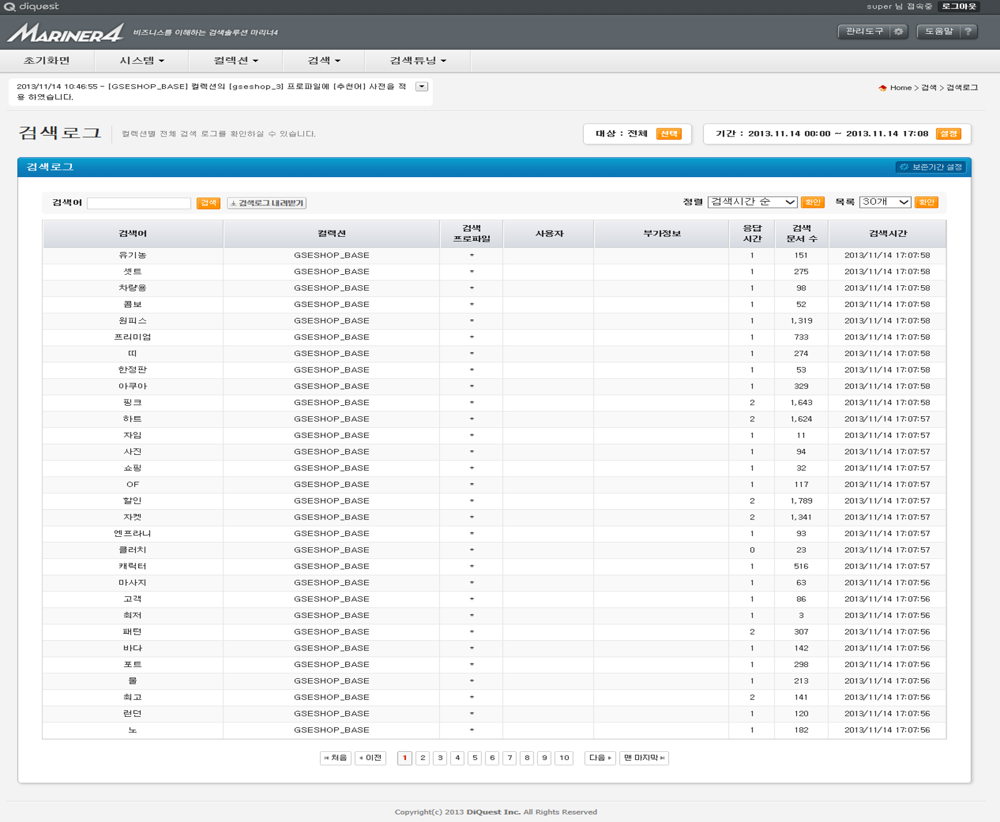 diquest
super 님 접속중 로그아웃
MARINER4 비즈니스를 이해하는 검색솔루션 마리너4
관리도구 도움말 ?
초기화면 시스템 컬렉션 검색 검색튜닝
2013/11/14 10:46:55 - [GSESHOP_BASE] 컬렉션의 [gseshop_3] 프로파일에 [추천어] 사전을 적
용 하였습니다.
Home > 검색 > 검색로그
검색로그 컬렉션별 전체 검색 로그를 확인하실 수 있습니다.
대상 : 전체 선택 기간 : 2013.11.14 00:00 ~ 2013.11.14 17:08 설정
검색로그 보존기간 설정
검색어 검색 검색로그 내려받기 정렬 검색시간 순 확인 목록 30개 확인
검색어 컬렉션 검색 프로파일 사용자 부가정보 응답 시간 검색 문서 수 검색시간
유기농 GSESHOP_BASE * 1 151 2013/11/14 17:07:58
셋트 GSESHOP_BASE * 1 275 2013/11/14 17:07:58
차량용 GSESHOP_BASE * 1 98 2013/11/14 17:07:58
콤보 GSESHOP_BASE * 1 52 2013/11/14 17:07:58
원피스 GSESHOP_BASE * 1 1,319 2013/11/14 17:07:58
프리미엄 GSESHOP_BASE * 1 733 2013/11/14 17:07:58
띠 GSESHOP_BASE * 1 274 2013/11/14 17:07:58
한정판 GSESHOP_BASE * 1 53 2013/11/14 17:07:58
아쿠아 GSESHOP_BASE * 1 329 2013/11/14 17:07:58
핑크 GSESHOP_BASE * 2 1,643 2013/11/14 17:07:58
하트 GSESHOP_BASE * 2 1,624 2013/11/14 17:07:57
자임 GSESHOP_BASE * 1 11 2013/11/14 17:07:57
사진 GSESHOP_BASE * 1 94 2013/11/14 17:07:57
쇼핑 GSESHOP_BASE * 1 32 2013/11/14 17:07:57
OF GSESHOP_BASE * 1 117 2013/11/14 17:07:57
할인 GSESHOP_BASE * 2 1,789 2013/11/14 17:07:57
자켓 GSESHOP_BASE * 2 1,341 2013/11/14 17:07:57
엔프라니 GSESHOP_BASE * 1 93 2013/11/14 17:07:57
클러치 GSESHOP_BASE * 0 23 2013/11/14 17:07:57
캐릭터 GSESHOP_BASE * 1 516 2013/11/14 17:07:57
마사지 GSESHOP_BASE * 1 63 2013/11/14 17:07:56
고객 GSESHOP_BASE * 1 86 2013/11/14 17:07:56
최저 GSESHOP_BASE * 1 3 2013/11/14 17:07:56
패턴 GSESHOP_BASE * 2 307 2013/11/14 17:07:56
바다 GSESHOP_BASE * 1 142 2013/11/14 17:07:56
포트 GSESHOP_BASE * 1 298 2013/11/14 17:07:56
물 GSESHOP_BASE * 1 213 2013/11/14 17:07:56
최고 GSESHOP_BASE * 2 141 2013/11/14 17:07:56
런던 GSESHOP_BASE * 1 120 2013/11/14 17:07:56
노 GSESHOP_BASE * 1 182 2013/11/14 17:07:56
처음 이전 1 2 3 4 5 6 7 8 9 10 다음 맨 마지막
Copyright(c) 2013 DiQuest Inc. All Rights Reserved